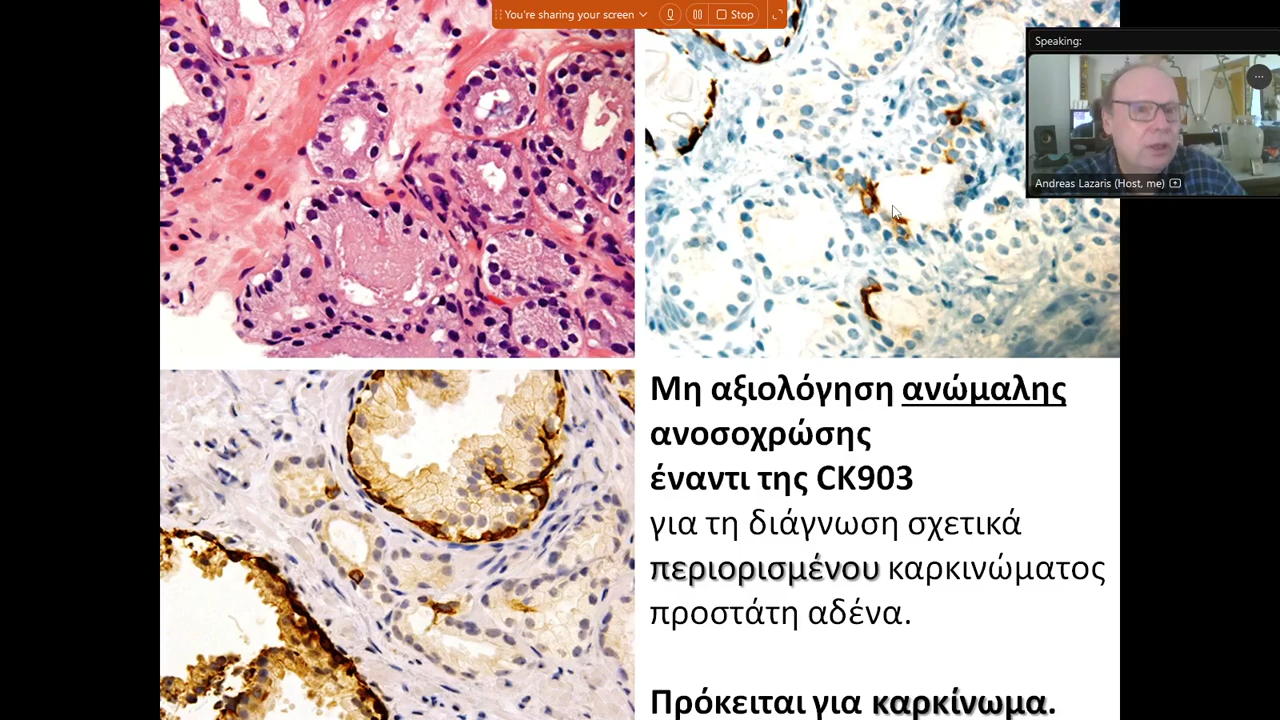 You're sharing your screen
Stop
Speaking:
Andreas Lazaris (Host, me)
Μη αξιολόγηση ανώμαλης
ανοσοχρώσης
έναντι της CK903
για τη διάγνωση σχετικά
περιορισμένου καρκινώματος
προστάτη αδένα.
Πρόκειται για καρκίνωμα.